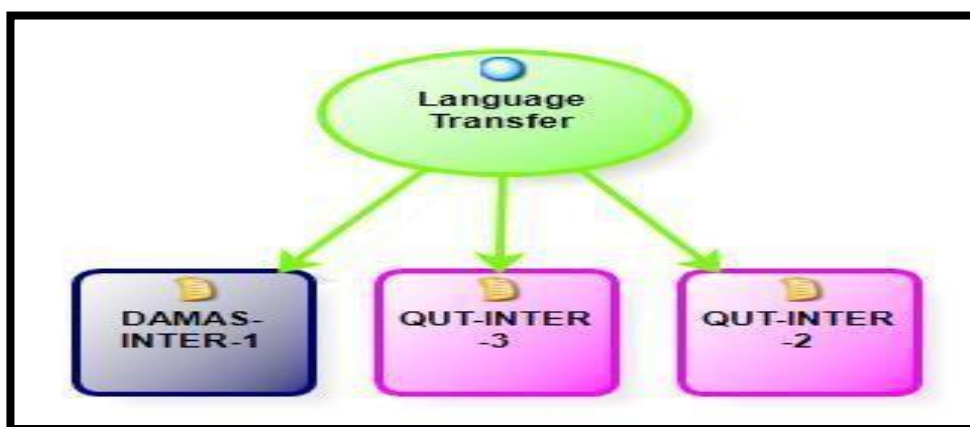 Language
Transfer
DAMAS-
INTER-1
QUT-INTER
-3
QUT-INTER
-2